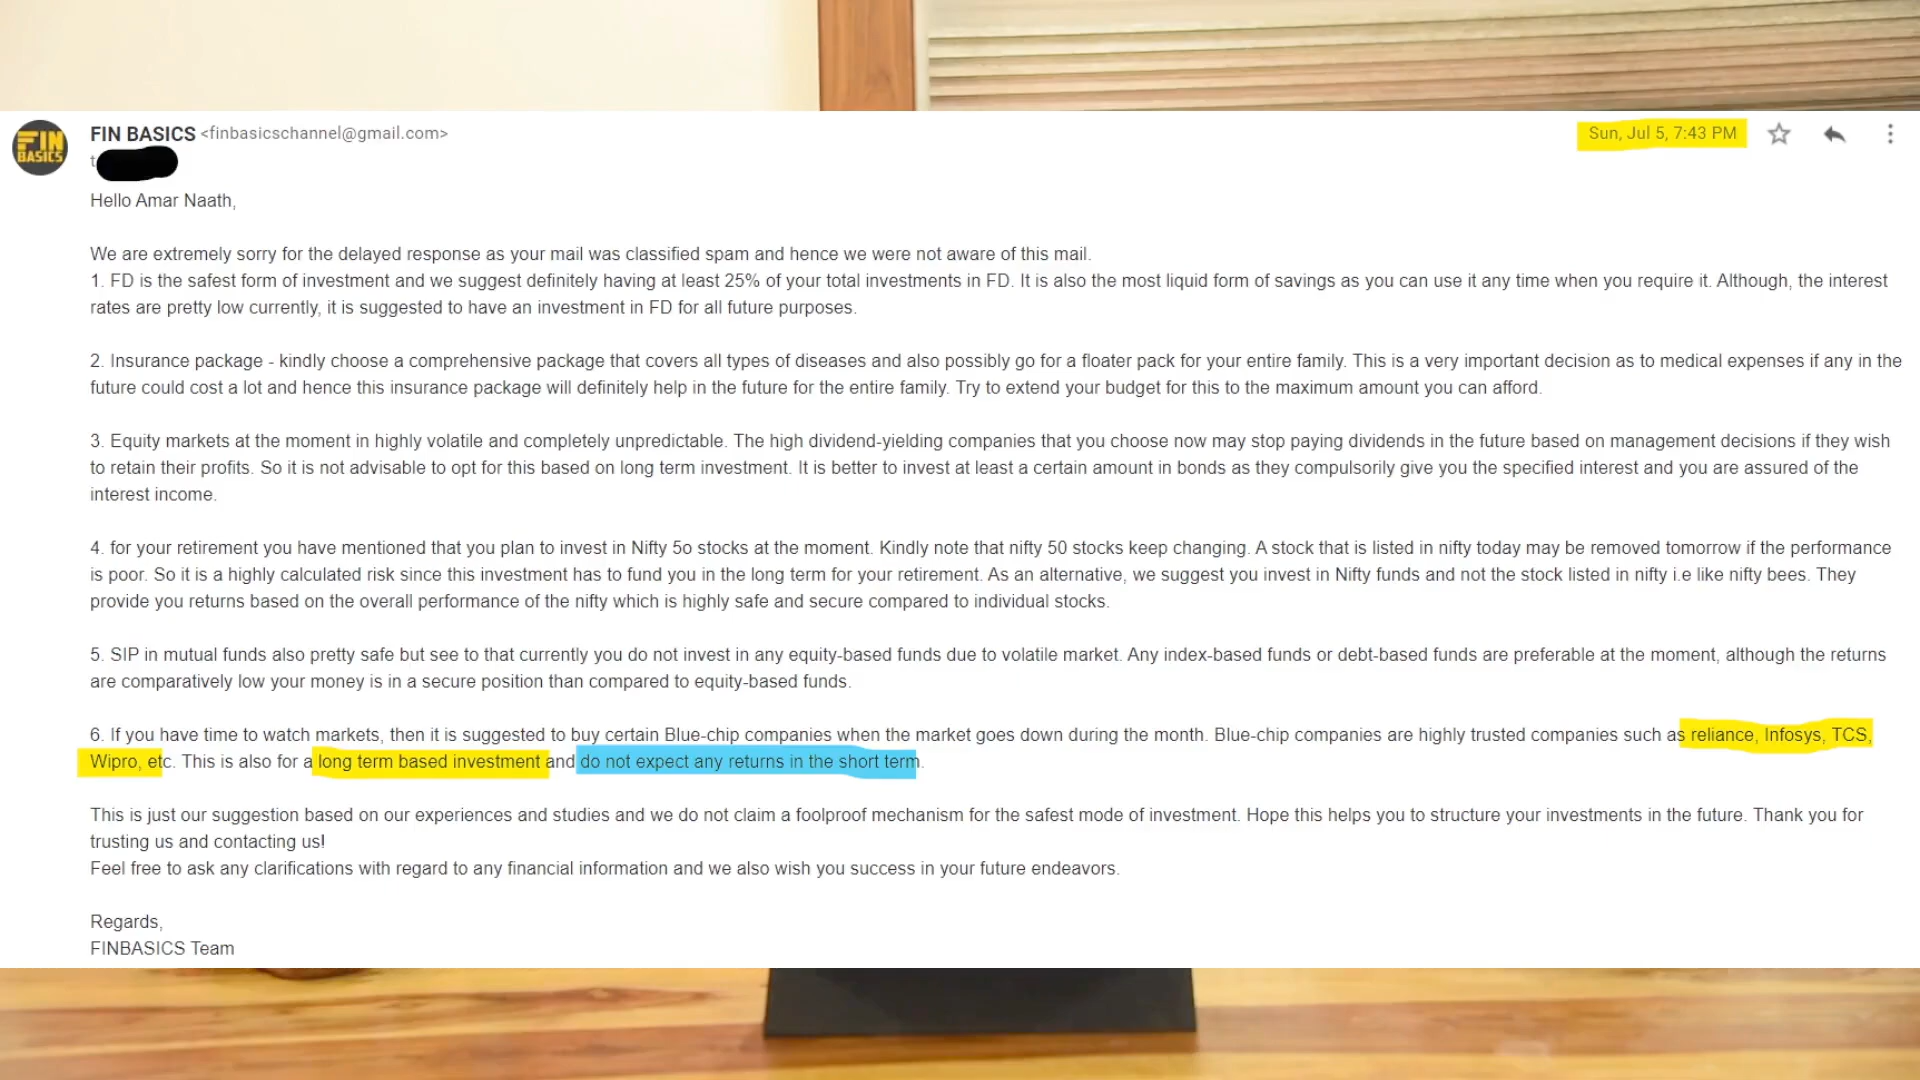 FIN BASICS
FIN BASICS <finbasicschannel@gmail.com>
Sun, Jul 5, 7:43 PM
t
Hello Amar Naath,
We are extremely sorry for the delayed response as your mail was classified spam and hence we were not aware of this mail.
1. FD is the safest form of investment and we suggest definitely having at least 25% of your total investments in FD. It is also the most liquid form of savings as you can use it any time when you require it. Although, the interest
rates are pretty low currently, it is suggested to have an investment in FD for all future purposes.
2. Insurance package - kindly choose a comprehensive package that covers all types of diseases and also possibly go for a floater pack for your entire family. This is a very important decision as to medical expenses if any in the
future could cost a lot and hence this insurance package will definitely help in the future for the entire family. Try to extend your budget for this to the maximum amount you can afford.
3. Equity markets at the moment in highly volatile and completely unpredictable. The high dividend-yielding companies that you choose now may stop paying dividends in the future based on management decisions if they wish
to retain their profits. So it is not advisable to opt for this based on long term investment. It is better to invest at least a certain amount in bonds as they compulsorily give you the specified interest and you are assured of the
interest income.
4. for your retirement you have mentioned that you plan to invest in Nifty 5o stocks at the moment. Kindly note that nifty 50 stocks keep changing. A stock that is listed in nifty today may be removed tomorrow if the performance
is poor. So it is a highly calculated risk since this investment has to fund you in the long term for your retirement. As an alternative, we suggest you invest in Nifty funds and not the stock listed in nifty i.e like nifty bees. They
provide you returns based on the overall performance of the nifty which is highly safe and secure compared to individual stocks.
5. SIP in mutual funds also pretty safe but see to that currently you do not invest in any equity-based funds due to volatile market. Any index-based funds or debt-based funds are preferable at the moment, although the returns
are comparatively low your money is in a secure position than compared to equity-based funds.
6. If you have time to watch markets, then it is suggested to buy certain Blue-chip companies when the market goes down during the month. Blue-chip companies are highly trusted companies such as reliance, Infosys, TCS,
Wipro, etc. This is also for a long term based investment and do not expect any returns in the short term.
This is just our suggestion based on our experiences and studies and we do not claim a foolproof mechanism for the safest mode of investment. Hope this helps you to structure your investments in the future. Thank you for
trusting us and contacting us!
Feel free to ask any clarifications with regard to any financial information and we also wish you success in your future endeavors.
Regards,
FINBASICS Team